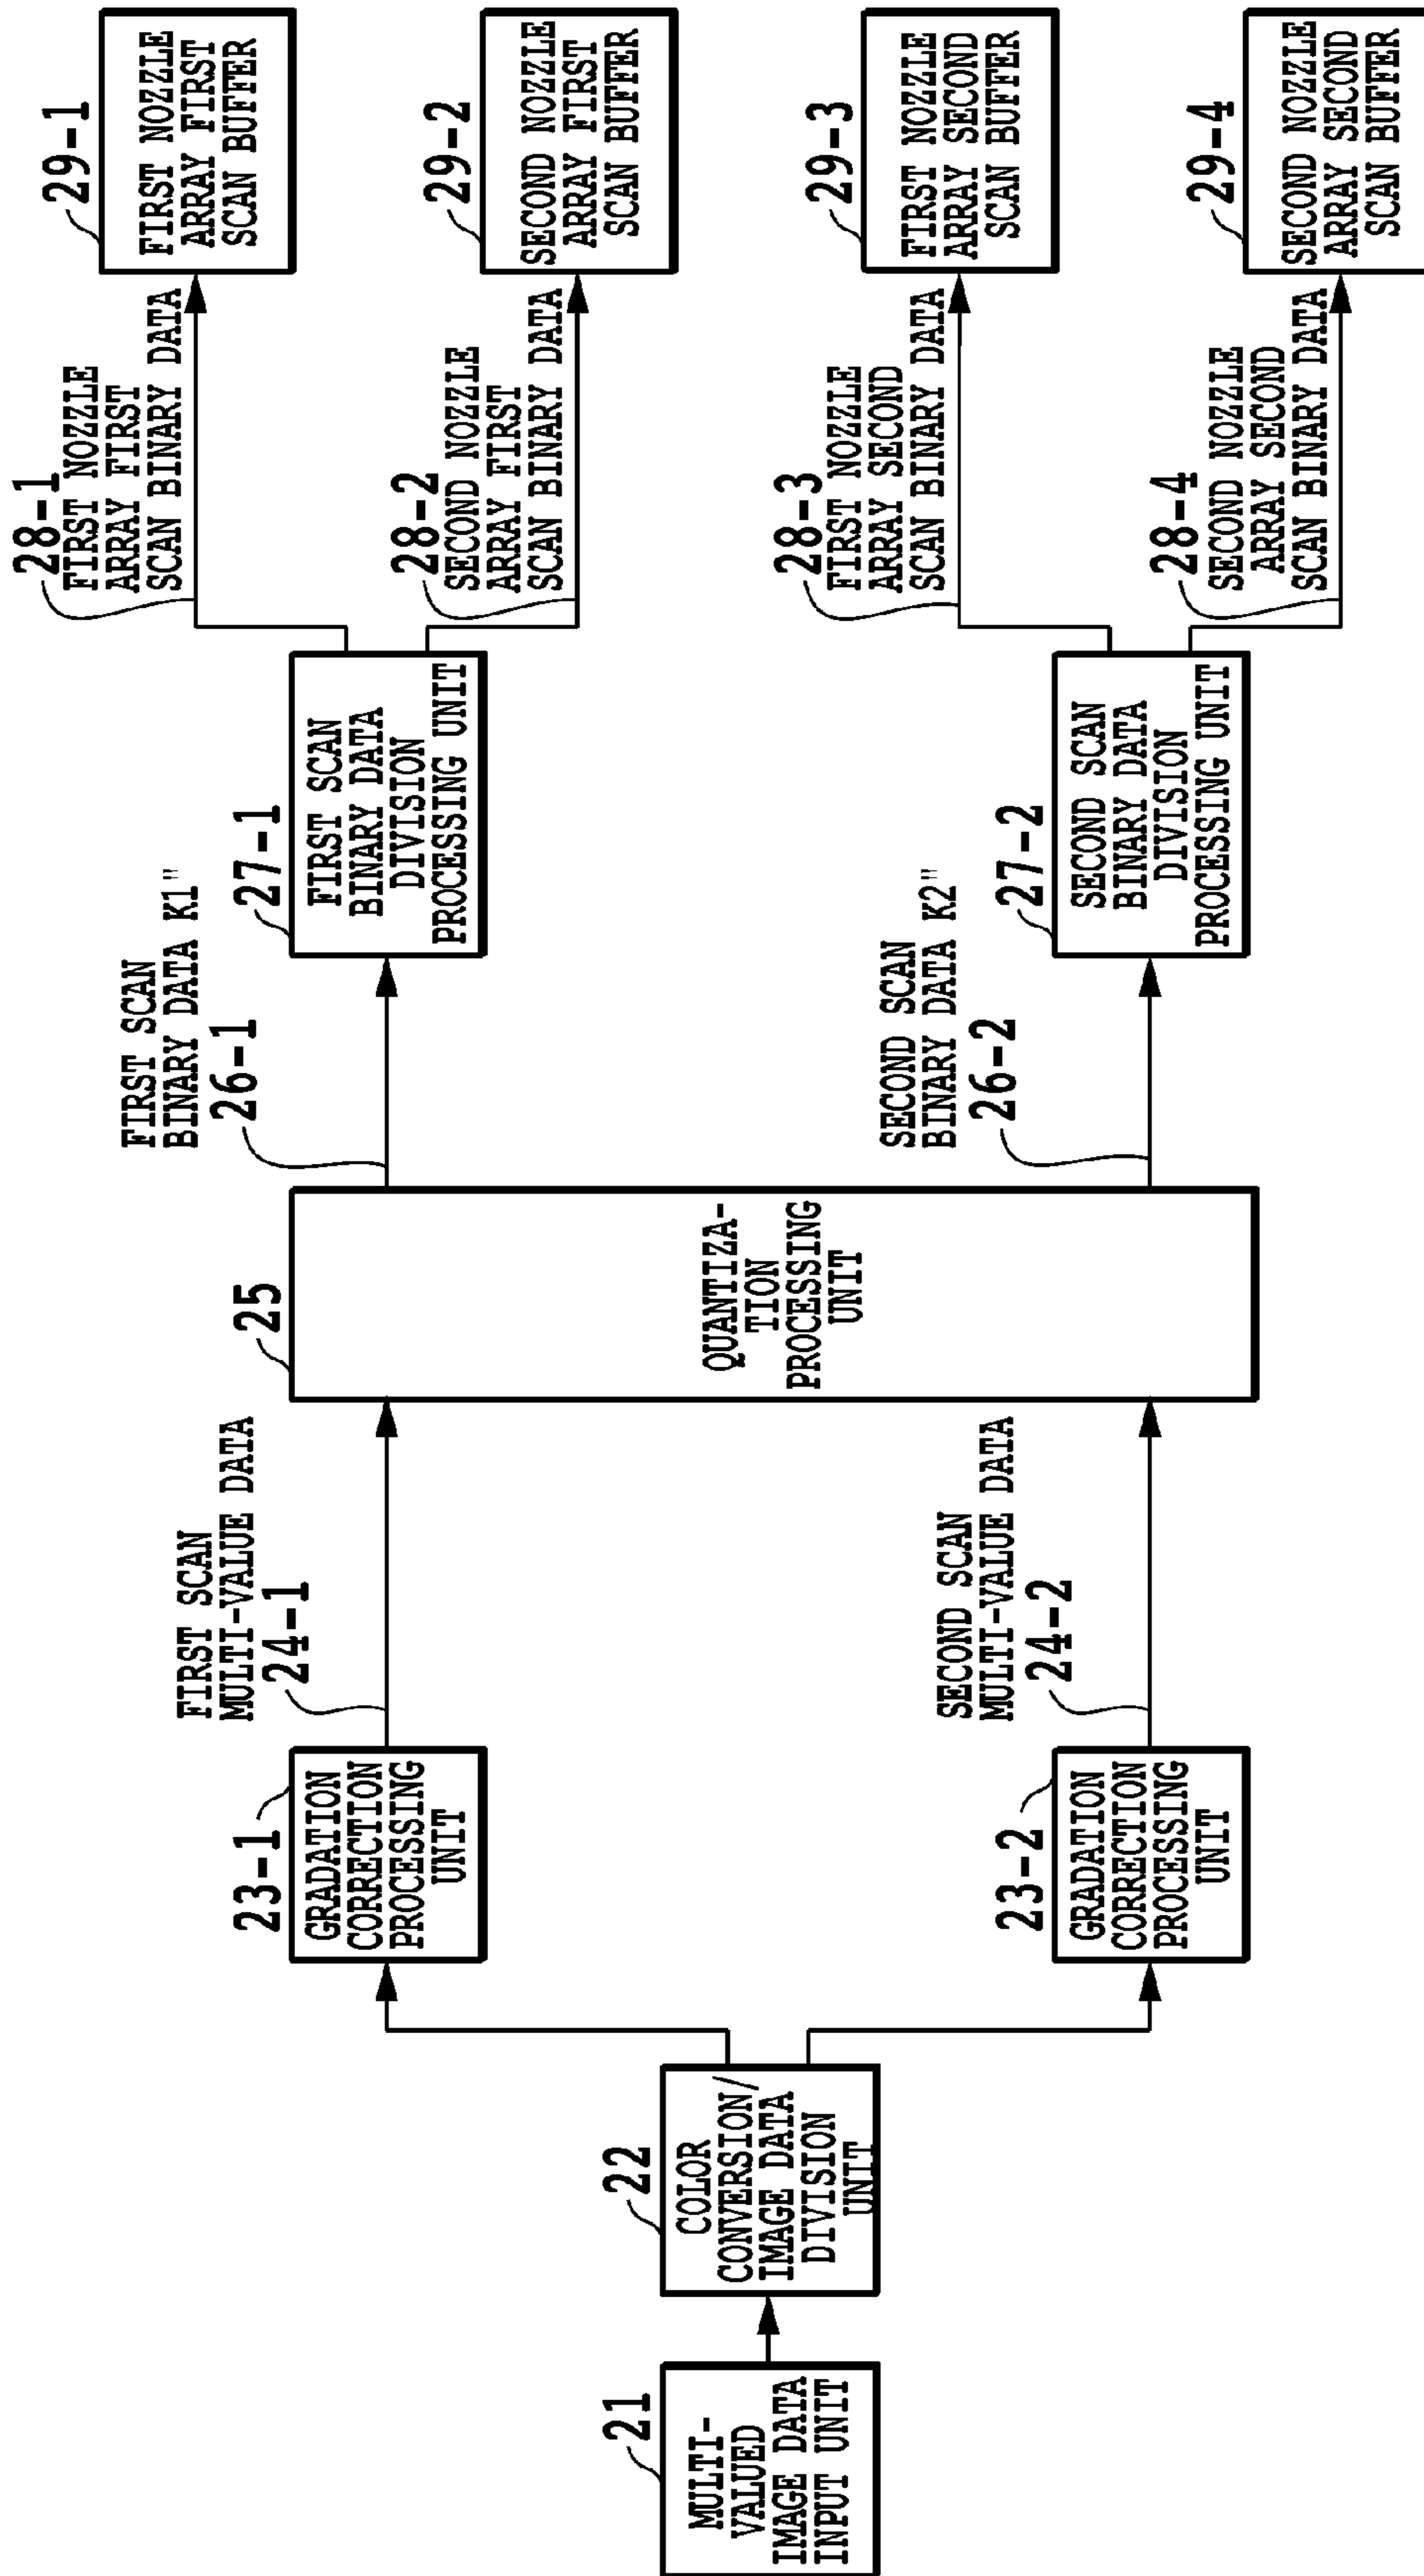 21
MULTI-
VALUED
IMAGE DATA
INPUT UNIT
22
COLOR
CONVERSION/
IMAGE DATA
DIVISION
UNIT
23-1
GRADATION
CORRECTION
PROCESSING
UNIT
23-2
GRADATION
CORRECTION
PROCESSING
UNIT
FIRST SCAN
MULTI-VALUE DATA
24-1
SECOND SCAN
MULTI-VALUE DATA
24-2
25
QUANTIZA-
TION
PROCESSING
UNIT
FIRST SCAN
BINARY DATA K1"
26-1
SECOND SCAN
BINARY DATA K2"
26-2
27-1
FIRST SCAN
BINARY DATA
DIVISION
PROCESSING UNIT
27-2
SECOND SCAN
BINARY DATA
DIVISION
PROCESSING UNIT
28-1
FIRST NOZZLE
ARRAY FIRST
SCAN BINARY DATA
28-2
SECOND NOZZLE
ARRAY FIRST
SCAN BINARY DATA
28-3
FIRST NOZZLE
ARRAY SECOND
SCAN BINARY DATA
28-4
SECOND NOZZLE
ARRAY SECOND
SCAN BINARY DATA
29-1
FIRST NOZZLE
ARRAY FIRST
SCAN BUFFER
29-2
SECOND NOZZLE
ARRAY FIRST
SCAN BUFFER
29-3
FIRST NOZZLE
ARRAY SECOND
SCAN BUFFER
29-4
SECOND NOZZLE
ARRAY SECOND
SCAN BUFFER